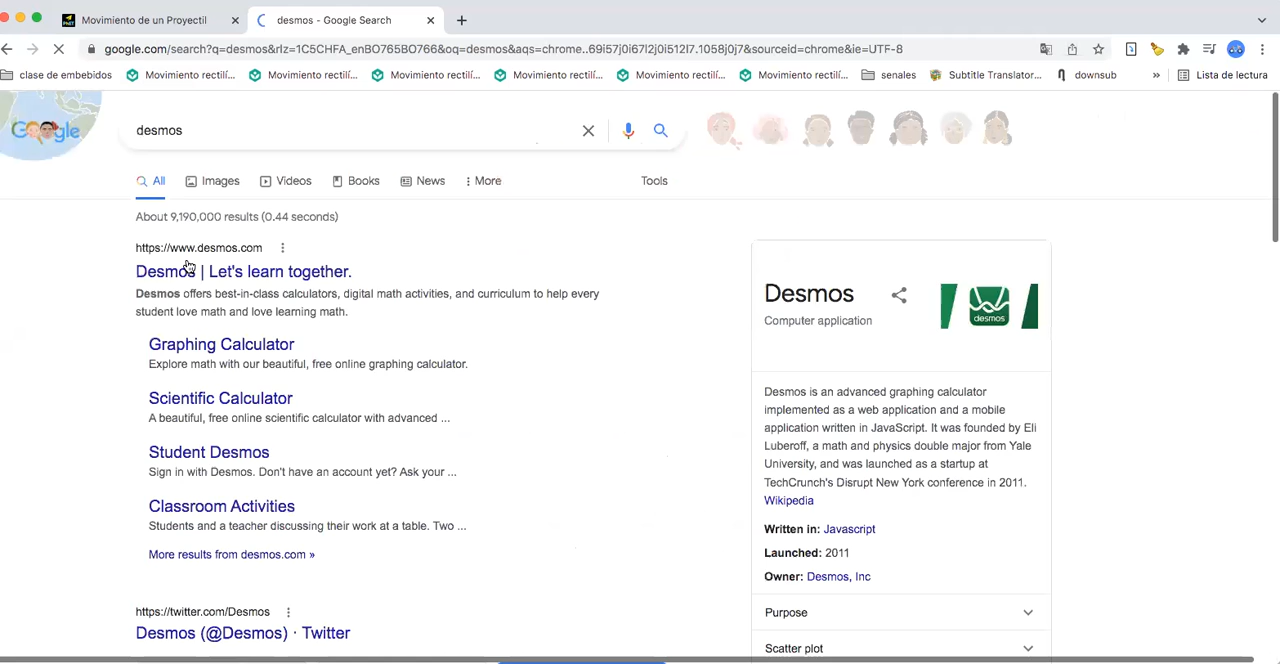 Movimiento de un Proyectil
desmos - Google Search
google.com/search?q=desmos&rlz=1C5CHFA_enBO765BO766&oq=desmos&aqs=chrome..69i57j0i67l2j0i512l7.1058j0j7&sourceid=chrome&ie=UTF-8
clase de embebidos
Movimiento rectilí...
Movimiento rectilí...
Movimiento rectilí...
Movimiento rectilí...
Movimiento rectilí...
Movimiento rectilí...
senales
Subtitle Translator...
downsub
»
Lista de lectura
Google
desmos
All
Images
Videos
Books
News
More
Tools
About 9,190,000 results (0.44 seconds)
https://www.desmos.com
Desmos | Let's learn together.
Desmos offers best-in-class calculators, digital math activities, and curriculum to help every
student love math and love learning math.
Graphing Calculator
Explore math with our beautiful, free online graphing calculator.
Scientific Calculator
A beautiful, free online scientific calculator with advanced ...
Student Desmos
Sign in with Desmos. Don't have an account yet? Ask your ...
Classroom Activities
Students and a teacher discussing their work at a table. Two ...
More results from desmos.com »
https://twitter.com/Desmos
Desmos (@Desmos) · Twitter
Desmos
Computer application
desmos
Desmos is an advanced graphing calculator
implemented as a web application and a mobile
application written in JavaScript. It was founded by Eli
Luberoff, a math and physics double major from Yale
University, and was launched as a startup at
TechCrunch's Disrupt New York conference in 2011.
Wikipedia
Written in: Javascript
Launched: 2011
Owner: Desmos, Inc
Purpose
Scatter plot